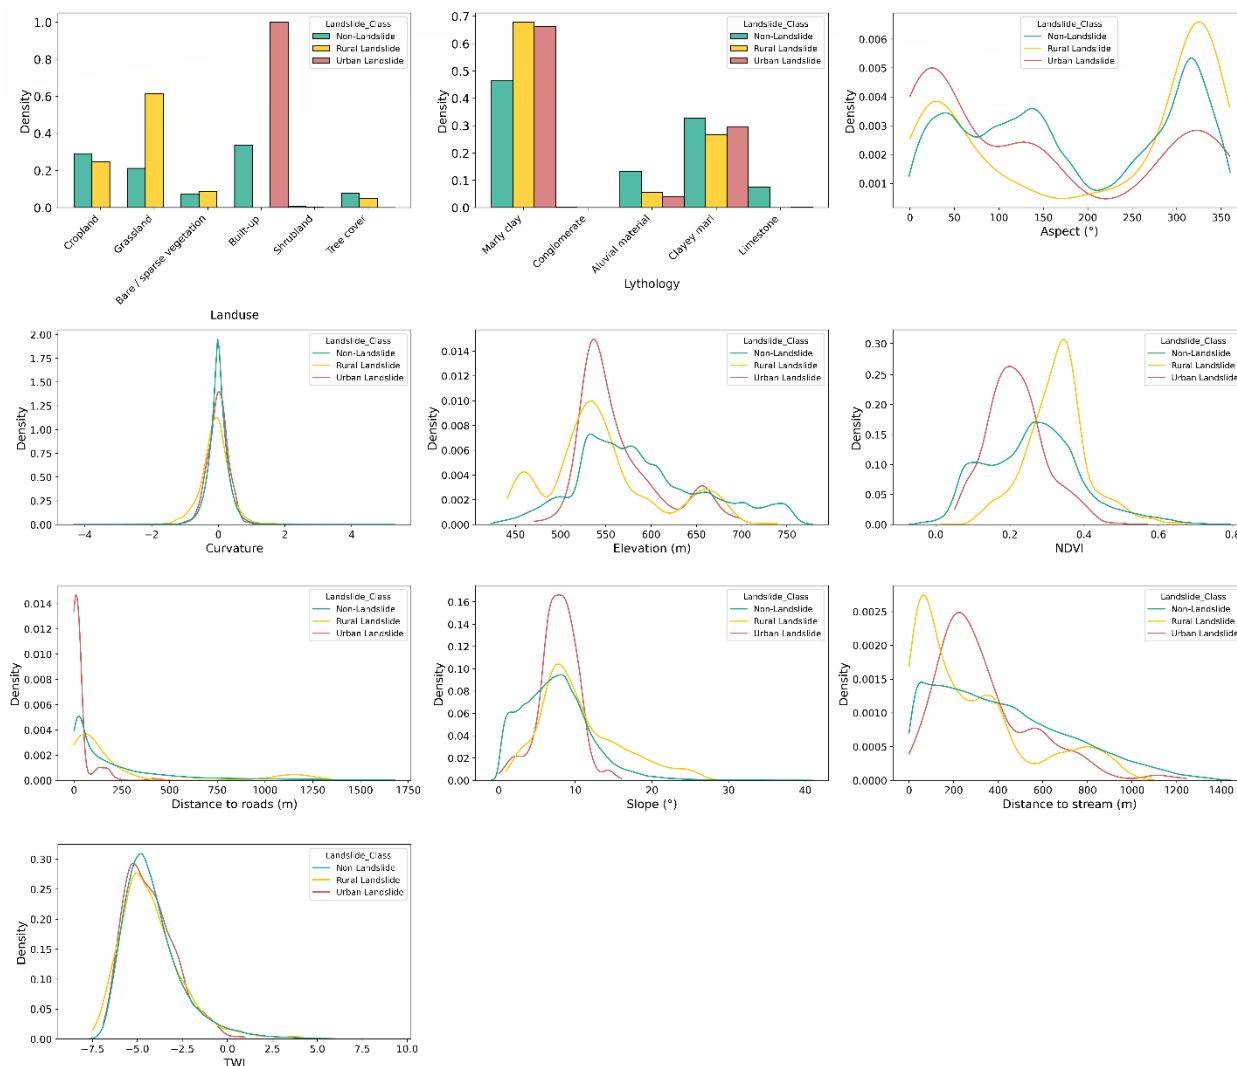 Landslide_Class
Non-Landslide
Rural Landslide
Urban Landslide
Density
1.0
0.8
0.6
0.4
0.2
0.0
Cropland
Grassland
Bare / sparse vegetation
Built-up
Shrubland
Tree cover
Landuse
Landslide_Class
Non-Landslide
Rural Landslide
Urban Landslide
Density
0.7
0.6
0.5
0.4
0.3
0.2
0.1
0.0
Marly clay
Conglomerate
Aluvial material
Clayey marl
Limestone
Lythology
Landslide_Class
Non-Landslide
Rural Landslide
Urban Landslide
Density
0.006
0.005
0.004
0.003
0.002
0.001
0 50 100 150 200 250 300 350
Aspect (°)
Landslide_Class
Non-Landslide
Rural Landslide
Urban Landslide
Density
2.00
1.75
1.50
1.25
1.00
0.75
0.50
0.25
0.00
−4 −2 0 2 4
Curvature
Landslide_Class
Non-Landslide
Rural Landslide
Urban Landslide
Density
0.014
0.012
0.010
0.008
0.006
0.004
0.002
0.000
450 500 550 600 650 700 750
Elevation (m)
Landslide_Class
Non-Landslide
Rural Landslide
Urban Landslide
Density
0.30
0.25
0.20
0.15
0.10
0.05
0.00
0.0 0.2 0.4 0.6 0.8
NDVI
Landslide_Class
Non-Landslide
Rural Landslide
Urban Landslide
Density
0.014
0.012
0.010
0.008
0.006
0.004
0.002
0.000
0 250 500 750 1000 1250 1500 1750
Distance to roads (m)
Landslide_Class
Non-Landslide
Rural Landslide
Urban Landslide
Density
0.16
0.14
0.12
0.10
0.08
0.06
0.04
0.02
0.00
0 10 20 30 40
Slope (°)
Landslide_Class
Non-Landslide
Rural Landslide
Urban Landslide
Density
0.0025
0.0020
0.0015
0.0010
0.0005
0.0000
0 200 400 600 800 1000 1200 1400
Distance to stream (m)
Landslide_Class
Non-Landslide
Rural Landslide
Urban Landslide
Density
0.30
0.25
0.20
0.15
0.10
0.05
0.00
−7.5 −5.0 −2.5 0.0 2.5 5.0 7.5 10.0
TWI